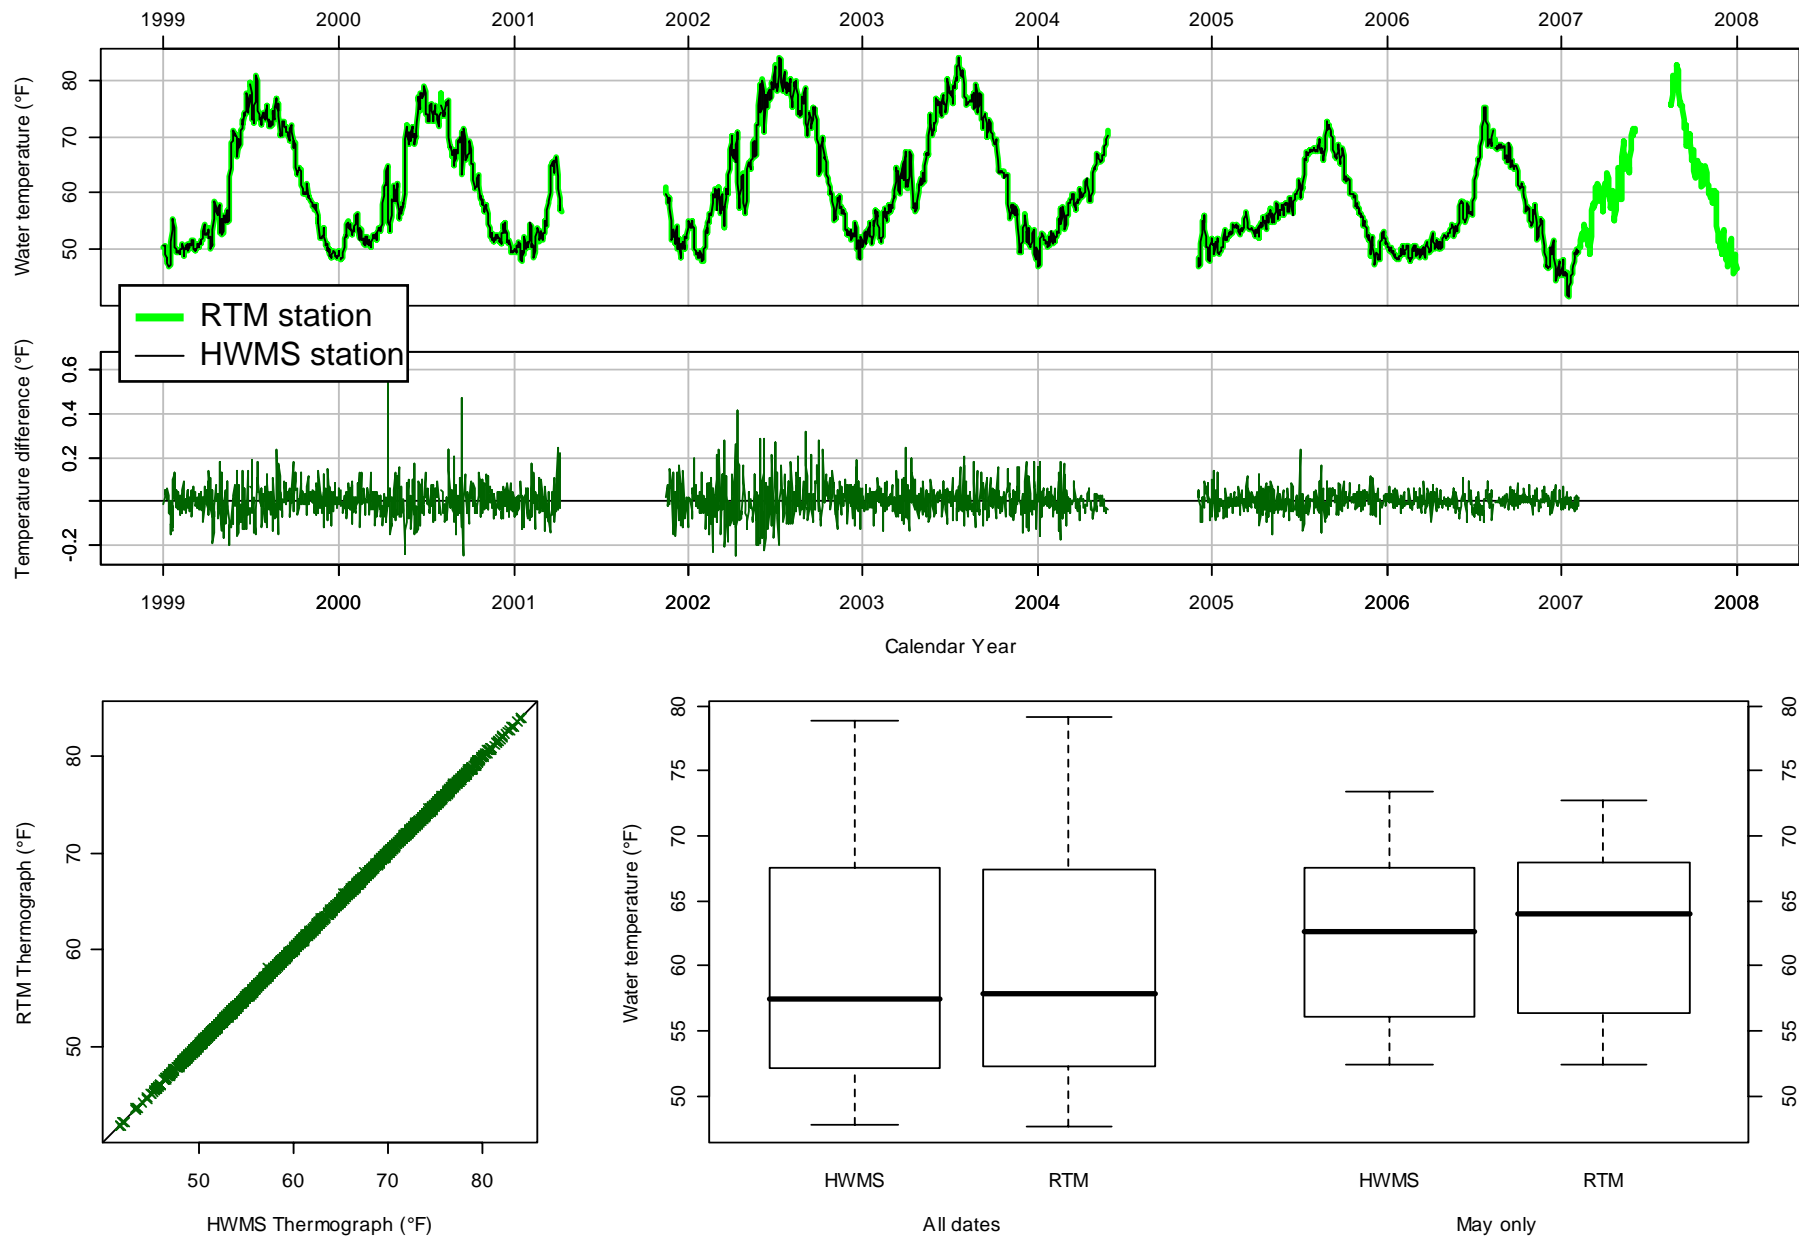 1999 2000 2001 2002 2003 2004 2005 2006 2007 2008
Water temperature (°F)
80
70
60
50
RTM station
HWMS station
Temperature difference (°F)
0.6
0.4
0.2
-0.2
1999 2000 2001 2002 2003 2004 2005 2006 2007 2008
Calendar Year
RTM Thermograph (°F)
80
70
60
50
50 60 70 80
HWMS Thermograph (°F)
Water temperature (°F)
80 80
75 75
70 70
65 65
60 60
55 55
50 50
HWMS RTM HWMS RTM
All dates May only